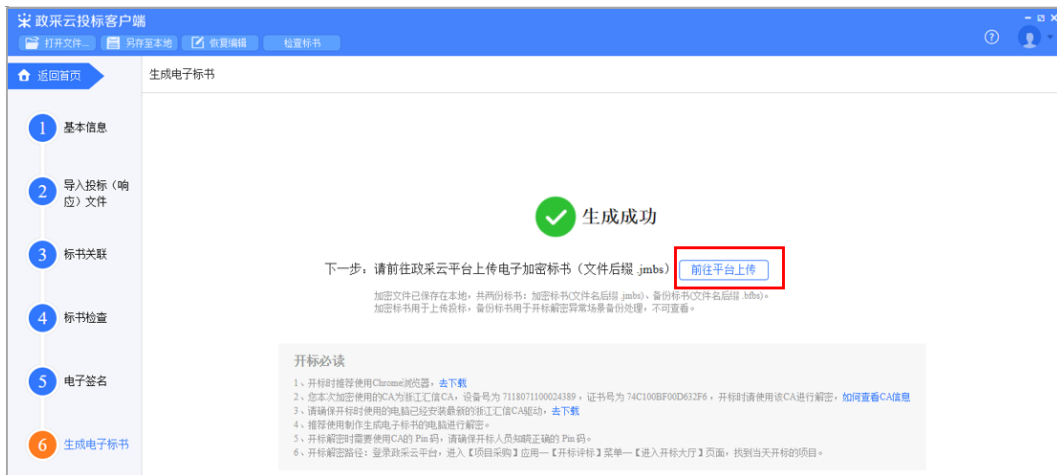 政采云投标客户端
打开文件... 另存至本地 恢复编辑 检查标书
返回首页
生成电子标书
1 基本信息
2 导入投标（响
应）文件
3 标书关联
4 标书检查
5 电子签名
6 生成电子标书
生成成功
下一步：请前往政采云平台上传电子加密标书（文件后缀 .jmbs） 前往平台上传
加密文件已保存在本地，共两份标书：加密标书(文件名后缀 .jmbs)、备份标书(文件名后缀 .bfbs)。
加密标书用于上传投标，备份标书用于开标解密异常场景备份处理，不可查看。
开标必读
1、开标时推荐使用Chrome浏览器，去下载
2、您本次加密使用的CA为浙江汇信CA，设备号为 7118071100024389 ，证书号为 74C100BF00D632F6 ，开标时请使用该CA进行解密，如何查看CA信息
3、请确保开标时使用的电脑已经安装最新的浙江汇信CA驱动，去下载
4、推荐使用制作生成电子标书的电脑进行解密。
5、开标解密时需要使用CA的 Pin 码，请确保开标人员知晓正确的 Pin 码。
6、开标解密路径：登录政采云平台，进入【项目采购】应用—【开标评标】菜单—【进入开标大厅】页面，找到当天开标的项目。